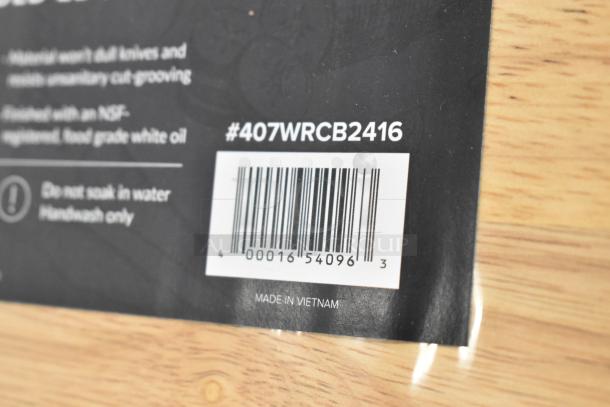 Material won't dull knives and
resists unsanitary cut-grooving
Finished with an NSF-
registered, food grade white oil
#407WRCB2416
Do not soak in water
Handwash only
4 00016 54096 3
MADE IN VIETNAM